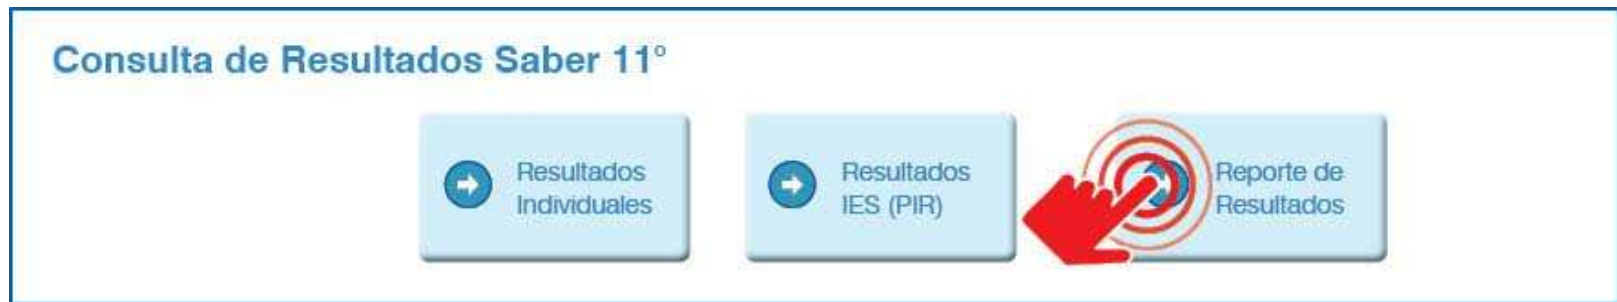 Consulta de Resultados Saber 11°
Resultados
Individuales
Resultados
IES (PIR)
Reporte de
Resultados